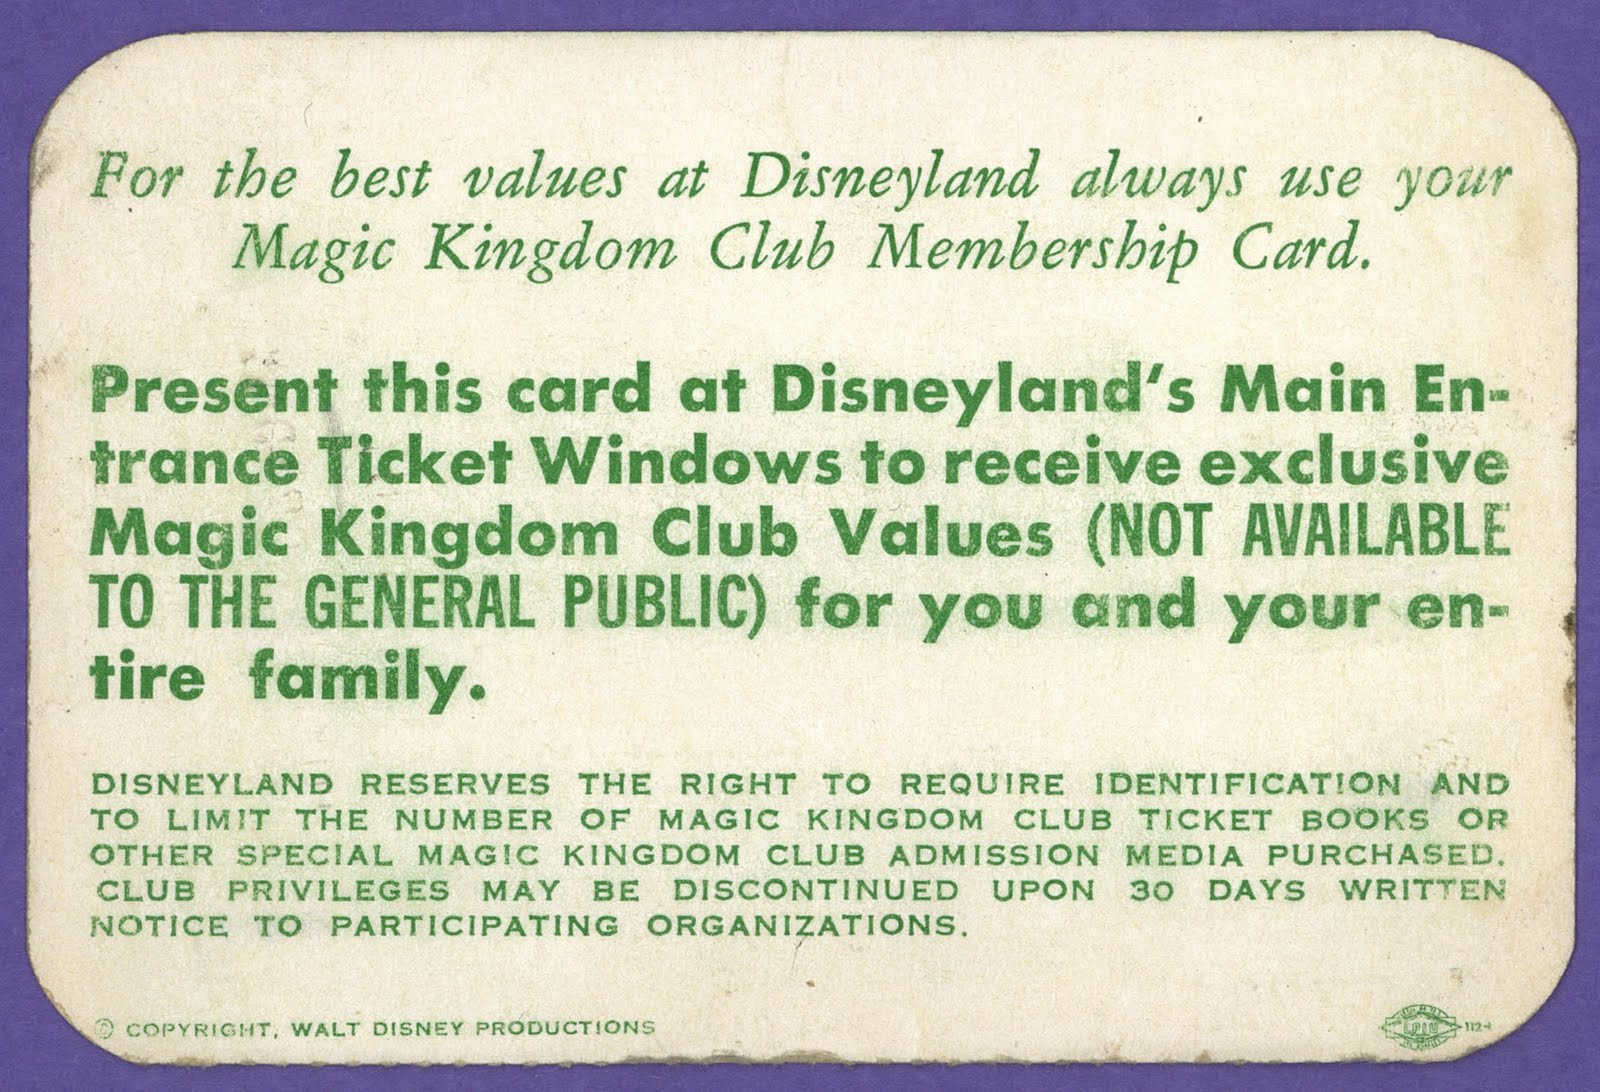 For the best values at Disneyland always use your
Magic Kingdom Club Membership Card.
Present this card at Disneyland's Main En-
trance Ticket Windows to receive exclusive
Magic Kingdom Club Values (NOT AVAILABLE
TO THE GENERAL PUBLIC) for you and your en-
tire family.
DISNEYLAND RESERVES THE RIGHT TO REQUIRE IDENTIFICATION AND
TO LIMIT THE NUMBER OF MAGIC KINGDOM CLUB TICKET BOOKS OR
OTHER SPECIAL MAGIC KINGDOM CLUB ADMISSION MEDIA PURCHASED.
CLUB PRIVILEGES MAY BE DISCONTINUED UPON 30 DAYS WRITTEN
NOTICE TO PARTICIPATING ORGANIZATIONS.
© COPYRIGHT, WALT DISNEY PRODUCTIONS